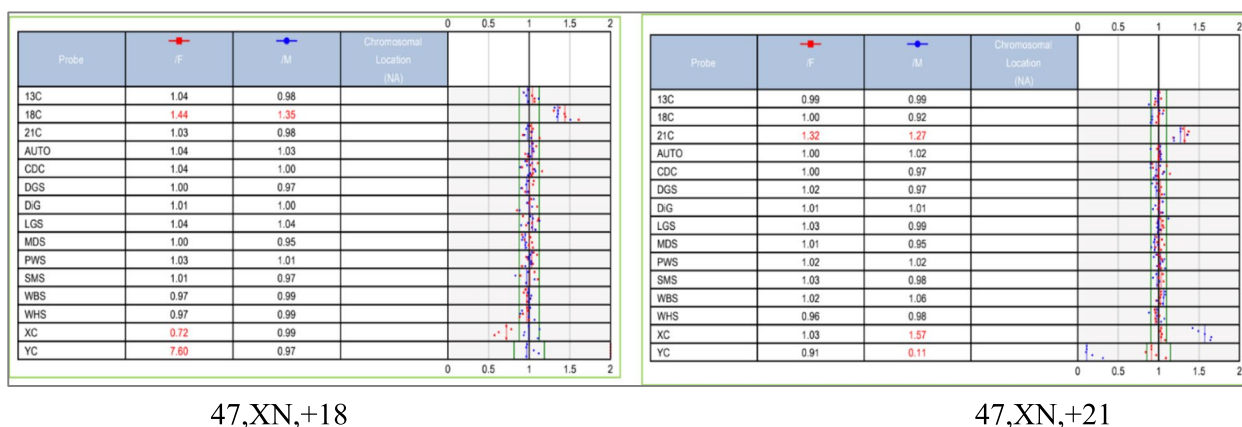 0 0.5 1 1.5 2
Probe /F /M Chromosomal Location (NA)
13C 1.04 0.98
18C 1.44 1.35
21C 1.03 0.98
AUTO 1.04 1.03
CDC 1.04 1.00
DGS 1.00 0.97
DiG 1.01 1.00
LGS 1.04 1.04
MDS 1.00 0.95
PWS 1.03 1.01
SMS 1.01 0.97
WBS 0.97 0.99
WHS 0.97 0.99
XC 0.72 0.99
YC 7.60 0.97
0 0.5 1 1.5 2
47,XN,+18
0 0.5 1 1.5 2
Probe /F /M Chromosomal Location (NA)
13C 0.99 0.99
18C 1.00 0.92
21C 1.32 1.27
AUTO 1.00 1.02
CDC 1.00 0.97
DGS 1.02 0.97
DiG 1.01 1.01
LGS 1.03 0.99
MDS 1.01 0.95
PWS 1.02 1.02
SMS 1.03 0.98
WBS 1.02 1.06
WHS 0.96 0.98
XC 1.03 1.57
YC 0.91 0.11
0 0.5 1 1.5 2
47,XN,+21